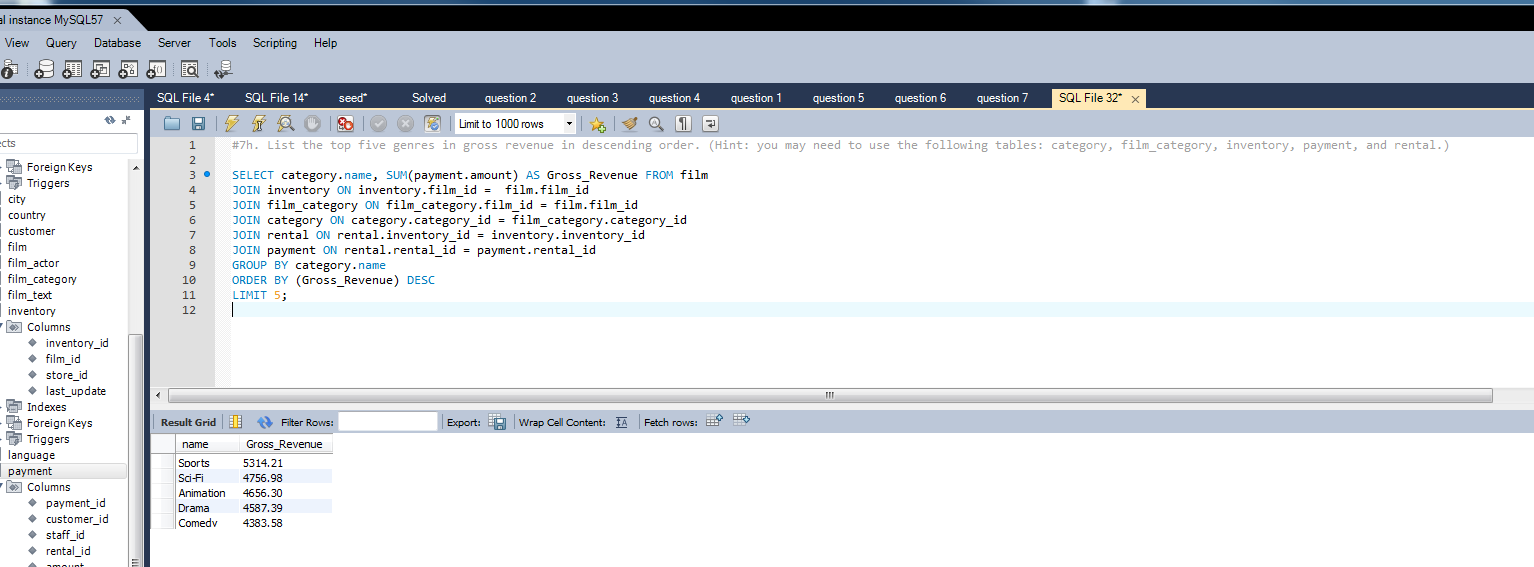 al instance MySQL57
View Query Database Server Tools Scripting Help
SQL File 4* SQL File 14* seed* Solved question 2 question 3 question 4 question 1 question 5 question 6 question 7 SQL File 32*
Limit to 1000 rows
ects
Foreign Keys
Triggers
city
country
customer
film
film_actor
film_category
film_text
inventory
Columns
inventory_id
film_id
store_id
last_update
Indexes
Foreign Keys
Triggers
language
payment
Columns
payment_id
customer_id
staff_id
rental_id
amount
1 #7h. List the top five genres in gross revenue in descending order. (Hint: you may need to use the following tables: category, film_category, inventory, payment, and rental.)
2
3 SELECT category.name, SUM(payment.amount) AS Gross_Revenue FROM film
4 JOIN inventory ON inventory.film_id =  film.film_id
5 JOIN film_category ON film_category.film_id = film.film_id
6 JOIN category ON category.category_id = film_category.category_id
7 JOIN rental ON rental.inventory_id = inventory.inventory_id
8 JOIN payment ON rental.rental_id = payment.rental_id
9 GROUP BY category.name
10 ORDER BY (Gross_Revenue) DESC
11 LIMIT 5;
12
Result Grid Filter Rows: Export: Wrap Cell Content: Fetch rows:
name Gross_Revenue
Sports 5314.21
Sci-Fi 4756.98
Animation 4656.30
Drama 4587.39
Comedy 4383.58